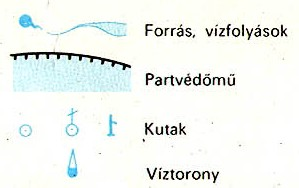 Forrás, vízfolyások
Partvédőmű
Kutak
Víztorony